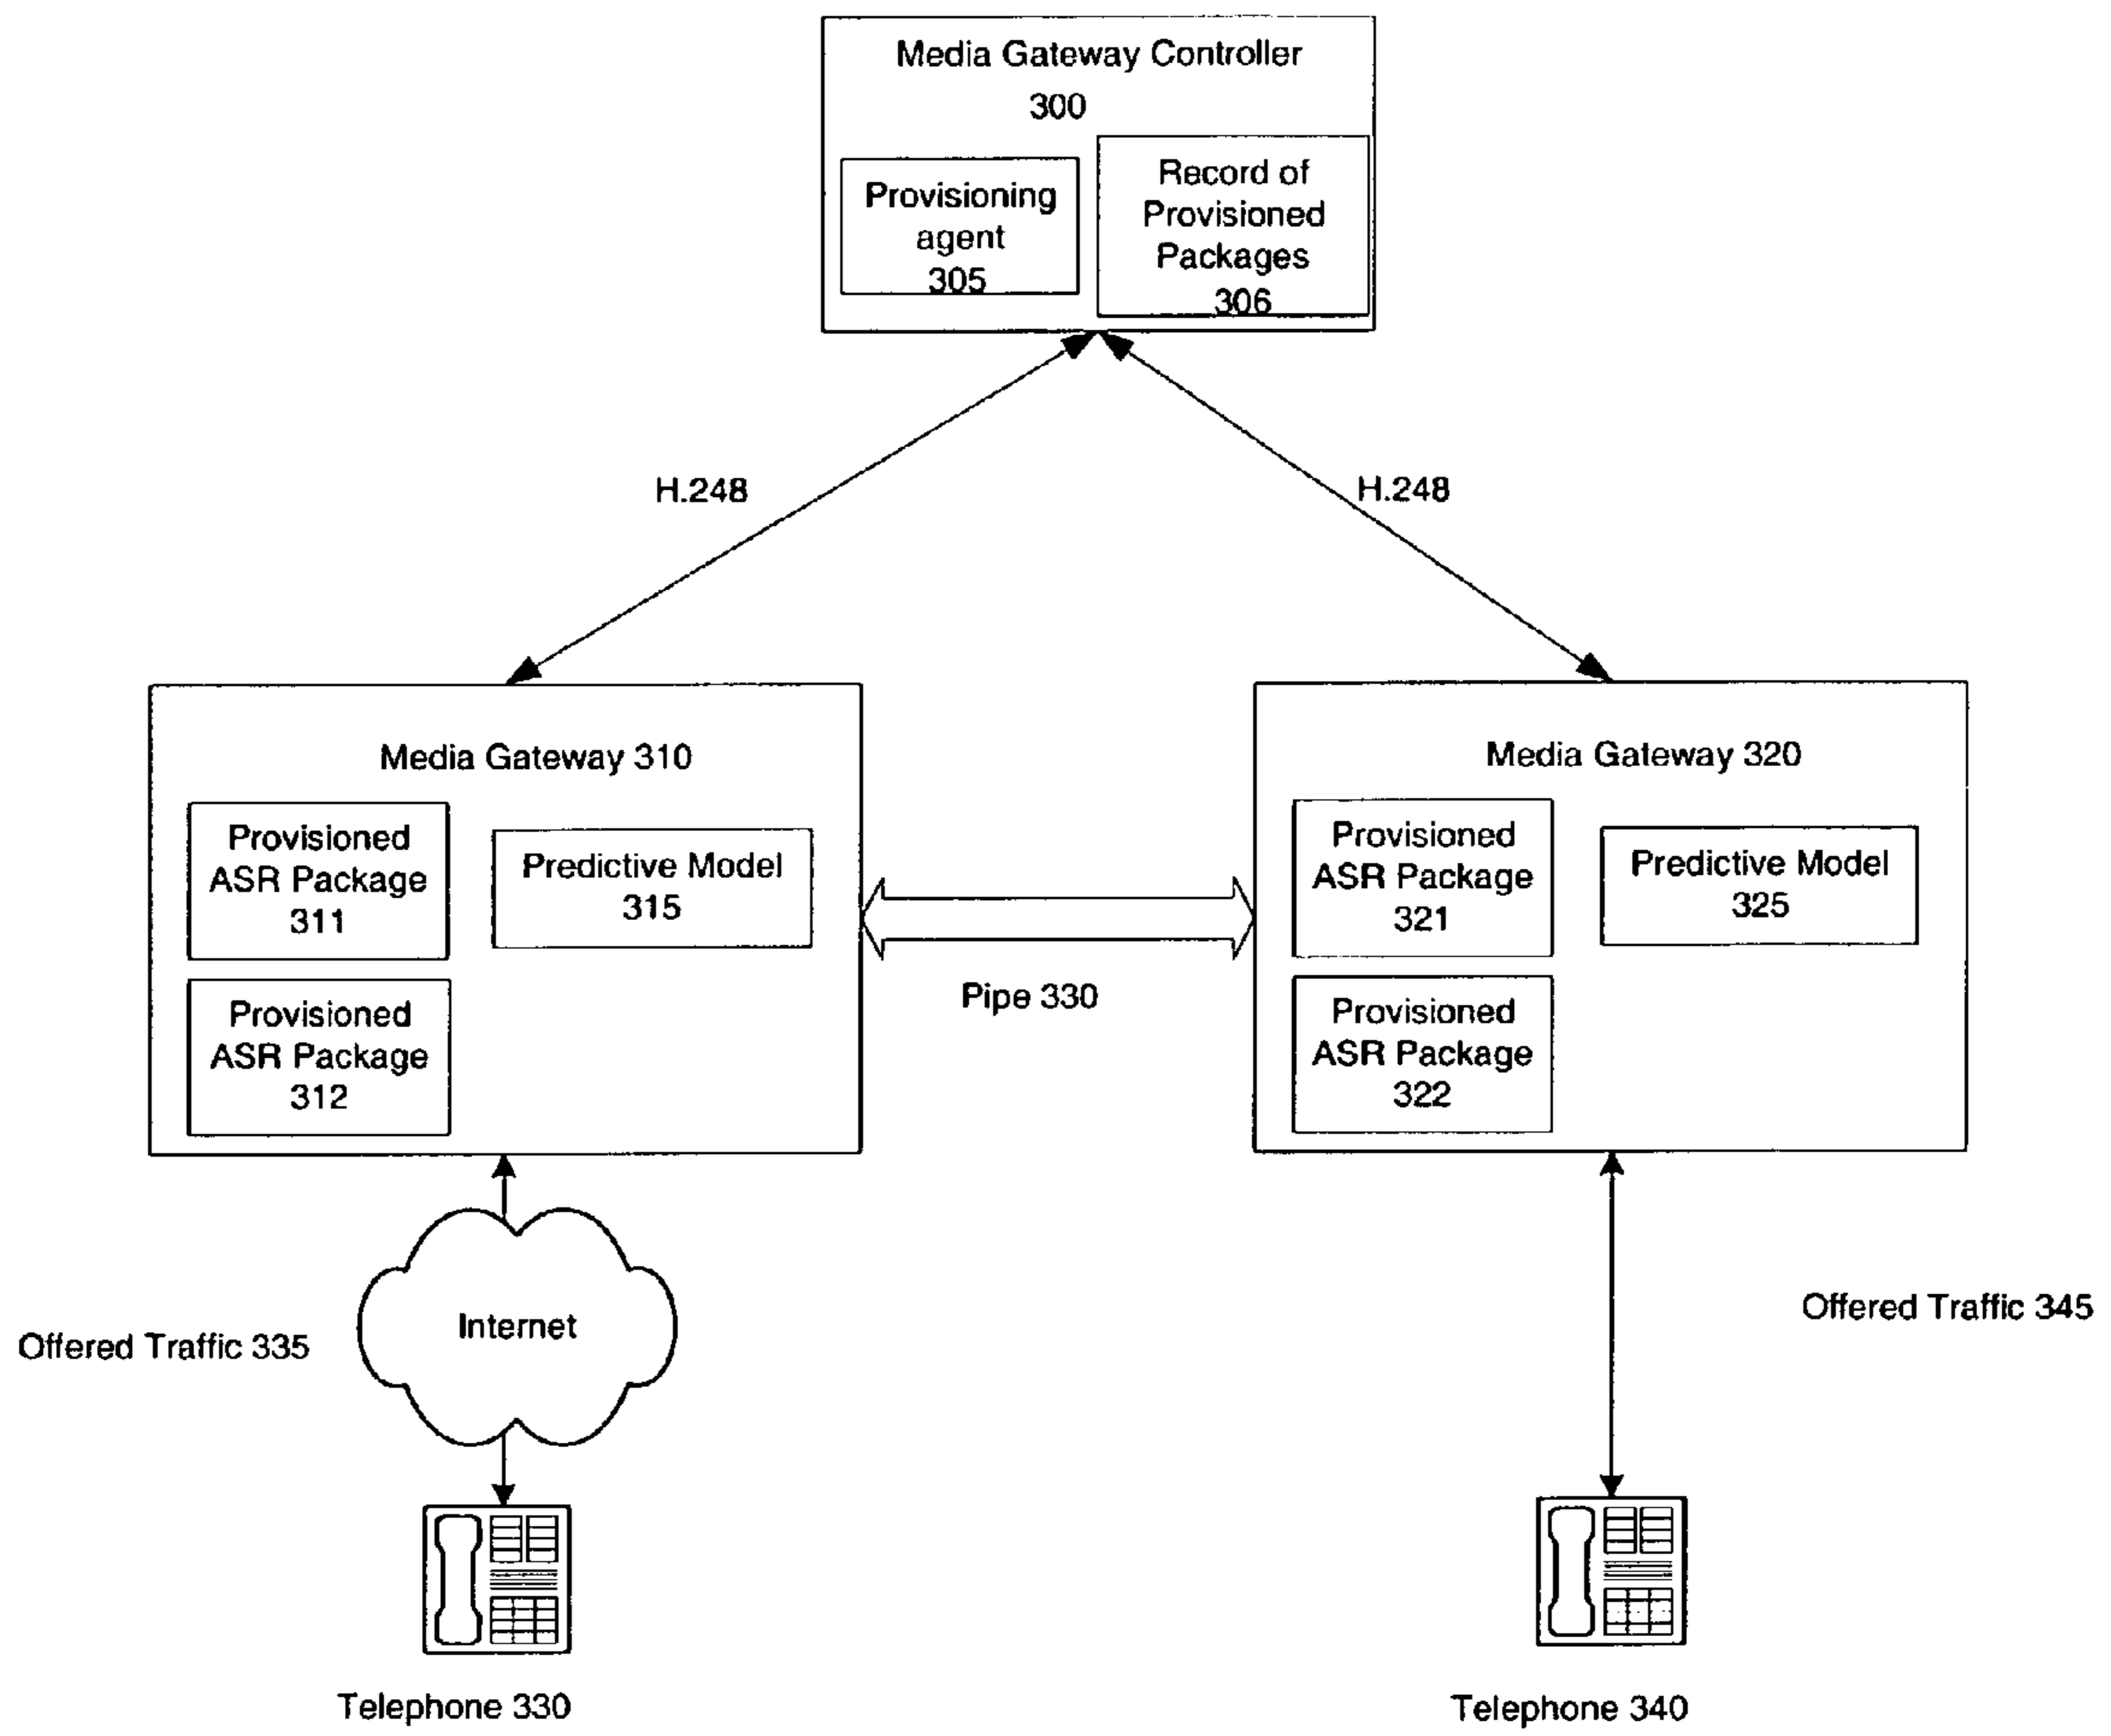 Media Gateway Controller
300
Provisioning
agent
305
Record of
Provisioned
Packages
306
H.248
H.248
Media Gateway 310
Provisioned
ASR Package
311
Predictive Model
315
Provisioned
ASR Package
312
Pipe 330
Media Gateway 320
Provisioned
ASR Package
321
Predictive Model
325
Provisioned
ASR Package
322
Offered Traffic 335
Internet
Offered Traffic 345
Telephone 330
Telephone 340